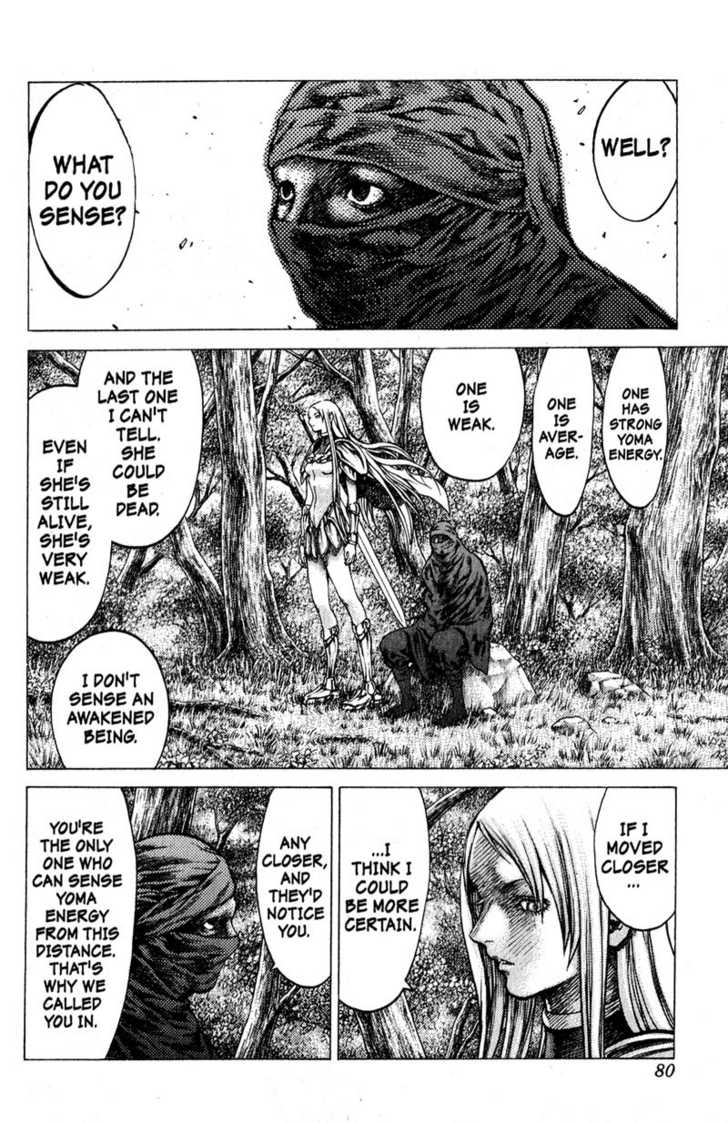 WELL?
WHAT
DO YOU
SENSE?
ONE
HAS
STRONG
YOMA
ENERGY.
ONE
IS
AVER-
AGE.
ONE
IS
WEAK.
AND THE
LAST ONE
I CAN'T
TELL.
SHE
COULD
BE
DEAD.
EVEN
IF
SHE'S
STILL
ALIVE,
SHE'S
VERY
WEAK.
I DON'T
SENSE AN
AWAKENED
BEING.
IF I
MOVED
CLOSER
...
...I
THINK I
COULD
BE MORE
CERTAIN.
ANY
CLOSER,
AND
THEY'D
NOTICE
YOU.
YOU'RE
THE ONLY
ONE WHO
CAN SENSE
YOMA
ENERGY
FROM THIS
DISTANCE.
THAT'S
WHY WE
CALLED
YOU IN.
80